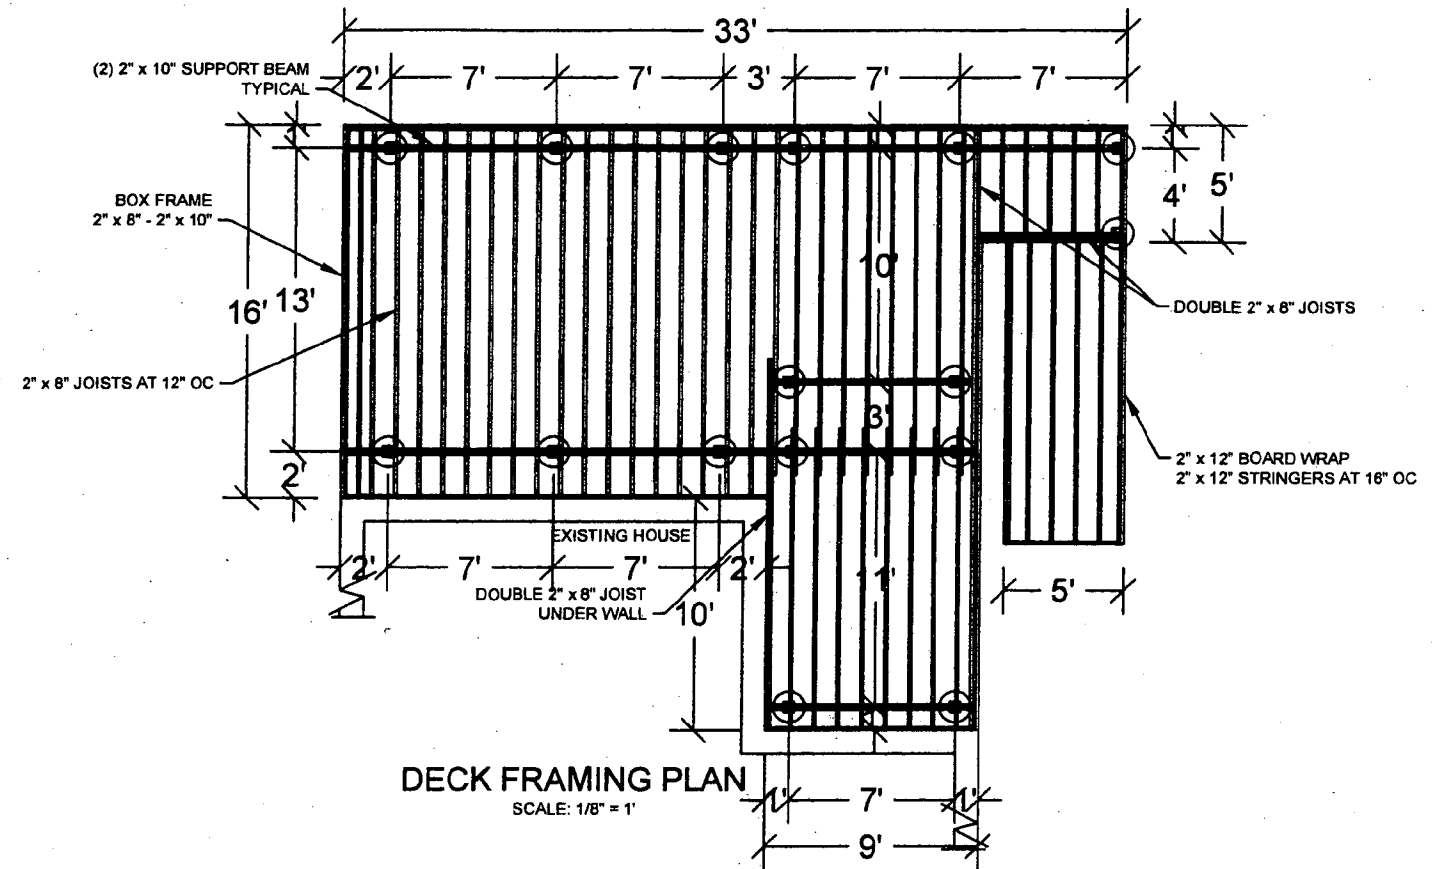 33'
(2) 2" x 10" SUPPORT BEAM
TYPICAL
2' 7' 7' 3' 7' 7'
BOX FRAME
2" x 8" - 2" x 10"
4' 5'
10'
16' 13'
DOUBLE 2" x 8" JOISTS
2" x 8" JOISTS AT 12" OC
3'
2" x 12" BOARD WRAP
2" x 12" STRINGERS AT 16" OC
2'
EXISTING HOUSE
2' 7' 7' 2'
11'
5'
DOUBLE 2" x 8" JOIST
UNDER WALL
10'
DECK FRAMING PLAN
SCALE: 1/8" = 1'
1' 7' 1'
9'